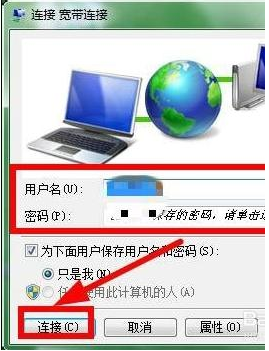 连接 宽带连接
用户名(U):
密码(P):
存的密码，请单击这
为下面用户保存用户名和密码(S):
只是我(N)
任何使用此计算机的人(A)
连接(C)
取消
属性(O)